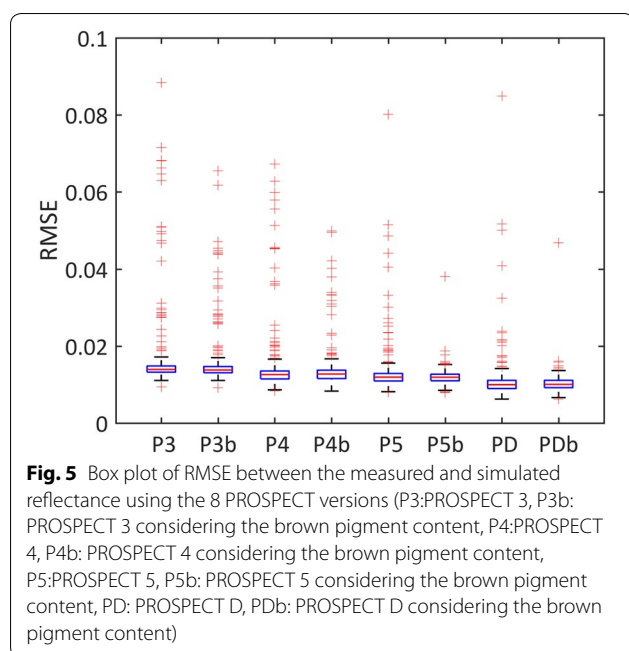 0.1
0.08
0.06
0.04
0.02
0
RMSE
P3 P3b P4 P4b P5 P5b PD PDb
Fig. 5 Box plot of RMSE between the measured and simulated
reflectance using the 8 PROSPECT versions (P3:PROSPECT 3, P3b:
PROSPECT 3 considering the brown pigment content, P4:PROSPECT
4, P4b: PROSPECT 4 considering the brown pigment content,
P5:PROSPECT 5, P5b: PROSPECT 5 considering the brown pigment
content, PD: PROSPECT D, PDb: PROSPECT D considering the brown
pigment content)